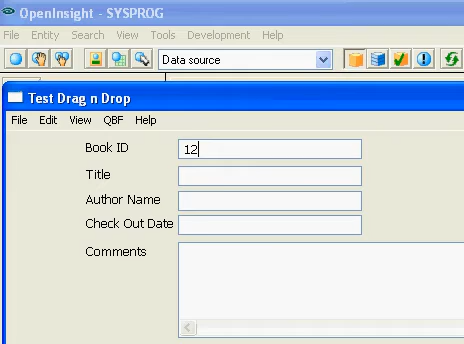 OpenInsight - SYSPROG
File Entity Search View Tools Development Help
Data source
Test Drag n Drop
File Edit View QBF Help
Book ID 12
Title
Author Name
Check Out Date
Comments